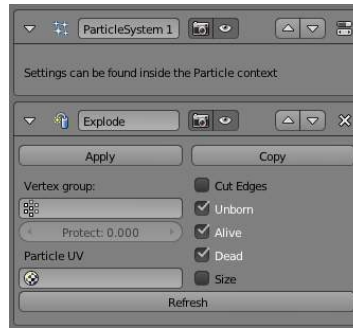 ParticleSystem 1
Settings can be found inside the Particle context
Explode
Apply Copy
Vertex group: Cut Edges
Unborn
Protect: 0.000 Alive
Particle UV Dead
Size
Refresh